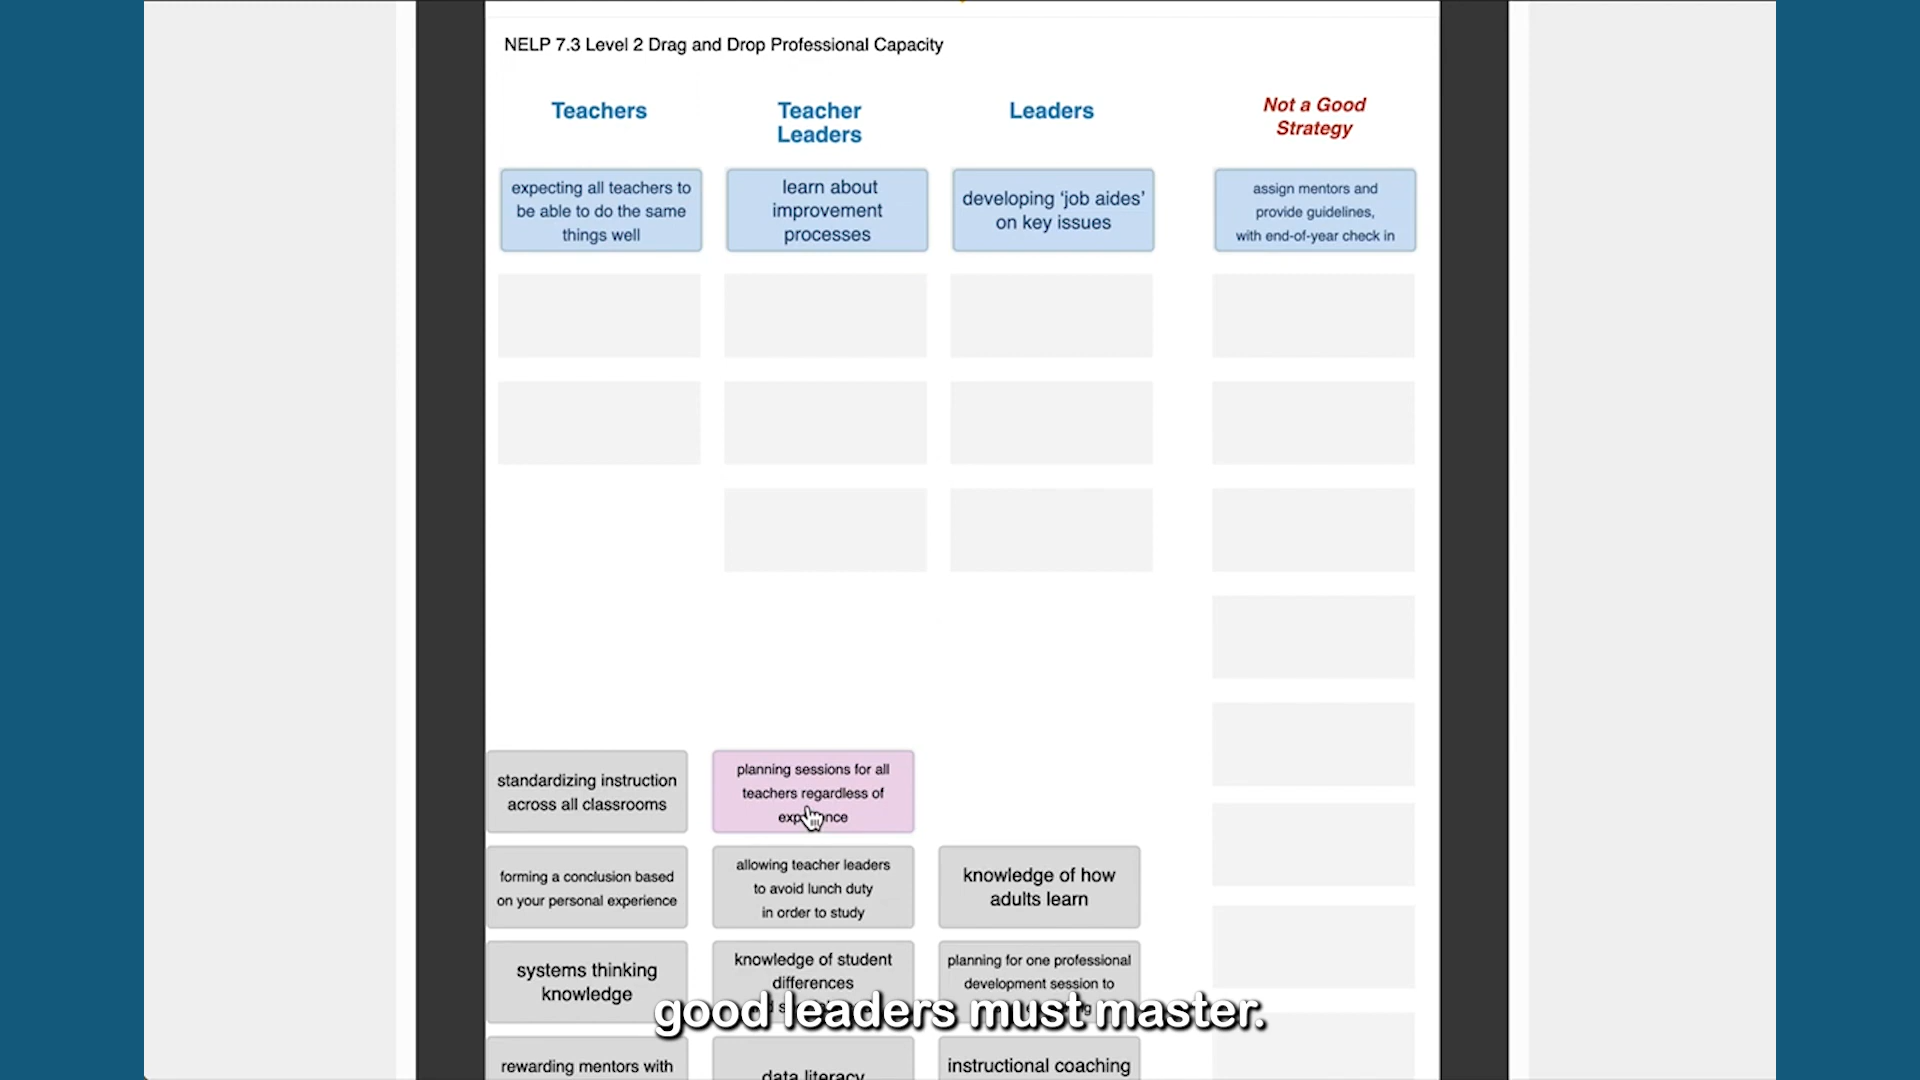 NELP 7.3 Level 2 Drag and Drop Professional Capacity
Teachers
Teacher
Leaders
Leaders
Not a Good
Strategy
expecting all teachers to
be able to do the same
things well
learn about
improvement
processes
developing ‘job aides’
on key issues
assign mentors and
provide guidelines,
with end-of-year check in
standardizing instruction
across all classrooms
planning sessions for all
teachers regardless of
forming a conclusion based
on your personal experience
allowing teacher leaders
to avoid lunch duty
in order to study
knowledge of how
adults learn
systems thinking
knowledge
knowledge of student
differences
planning for one professional
development session to
good leaders must master.
rewarding mentors with
data literacy
instructional coaching